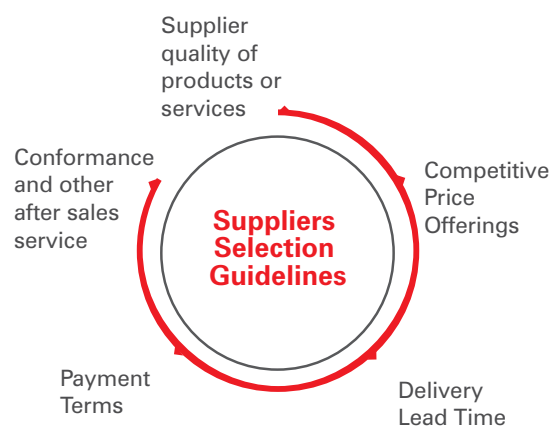 Supplier
quality of
products or
services
Competitive
Price
Offerings
Delivery
Lead Time
Payment
Terms
Conformance
and other
after sales
service
Suppliers
Selection
Guidelines